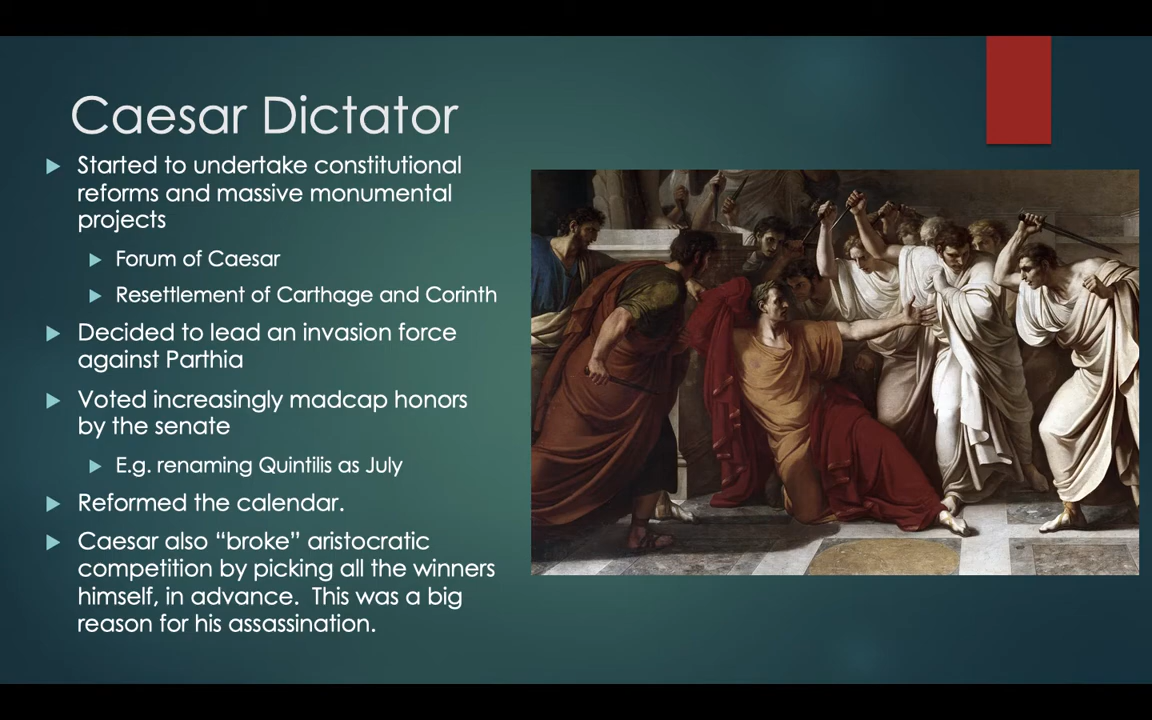 Caesar Dictator
Started to undertake constitutional
reforms and massive monumental
projects
Forum of Caesar
Resettlement of Carthage and Corinth
Decided to lead an invasion force
against Parthia
Voted increasingly madcap honors
by the senate
E.g. renaming Quintilis as July
Reformed the calendar.
Caesar also “broke” aristocratic
competition by picking all the winners
himself, in advance.  This was a big
reason for his assassination.